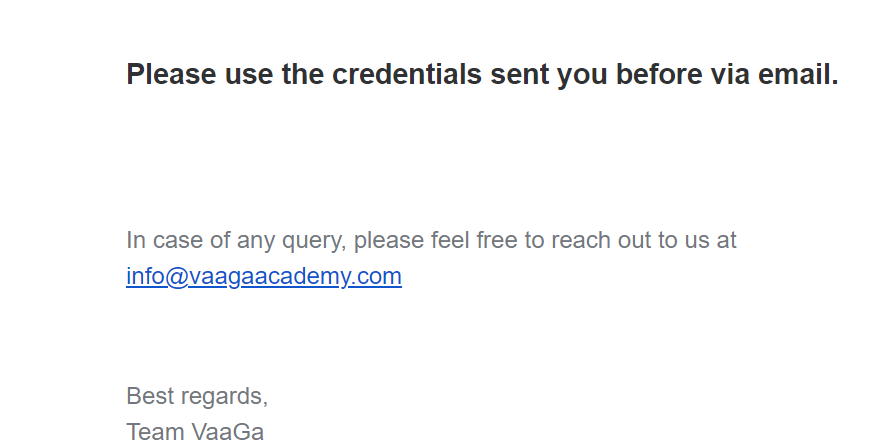 Please use the credentials sent you before via email.
In case of any query, please feel free to reach out to us at
info@vaagaacademy.com
Best regards,
Team VaaGa